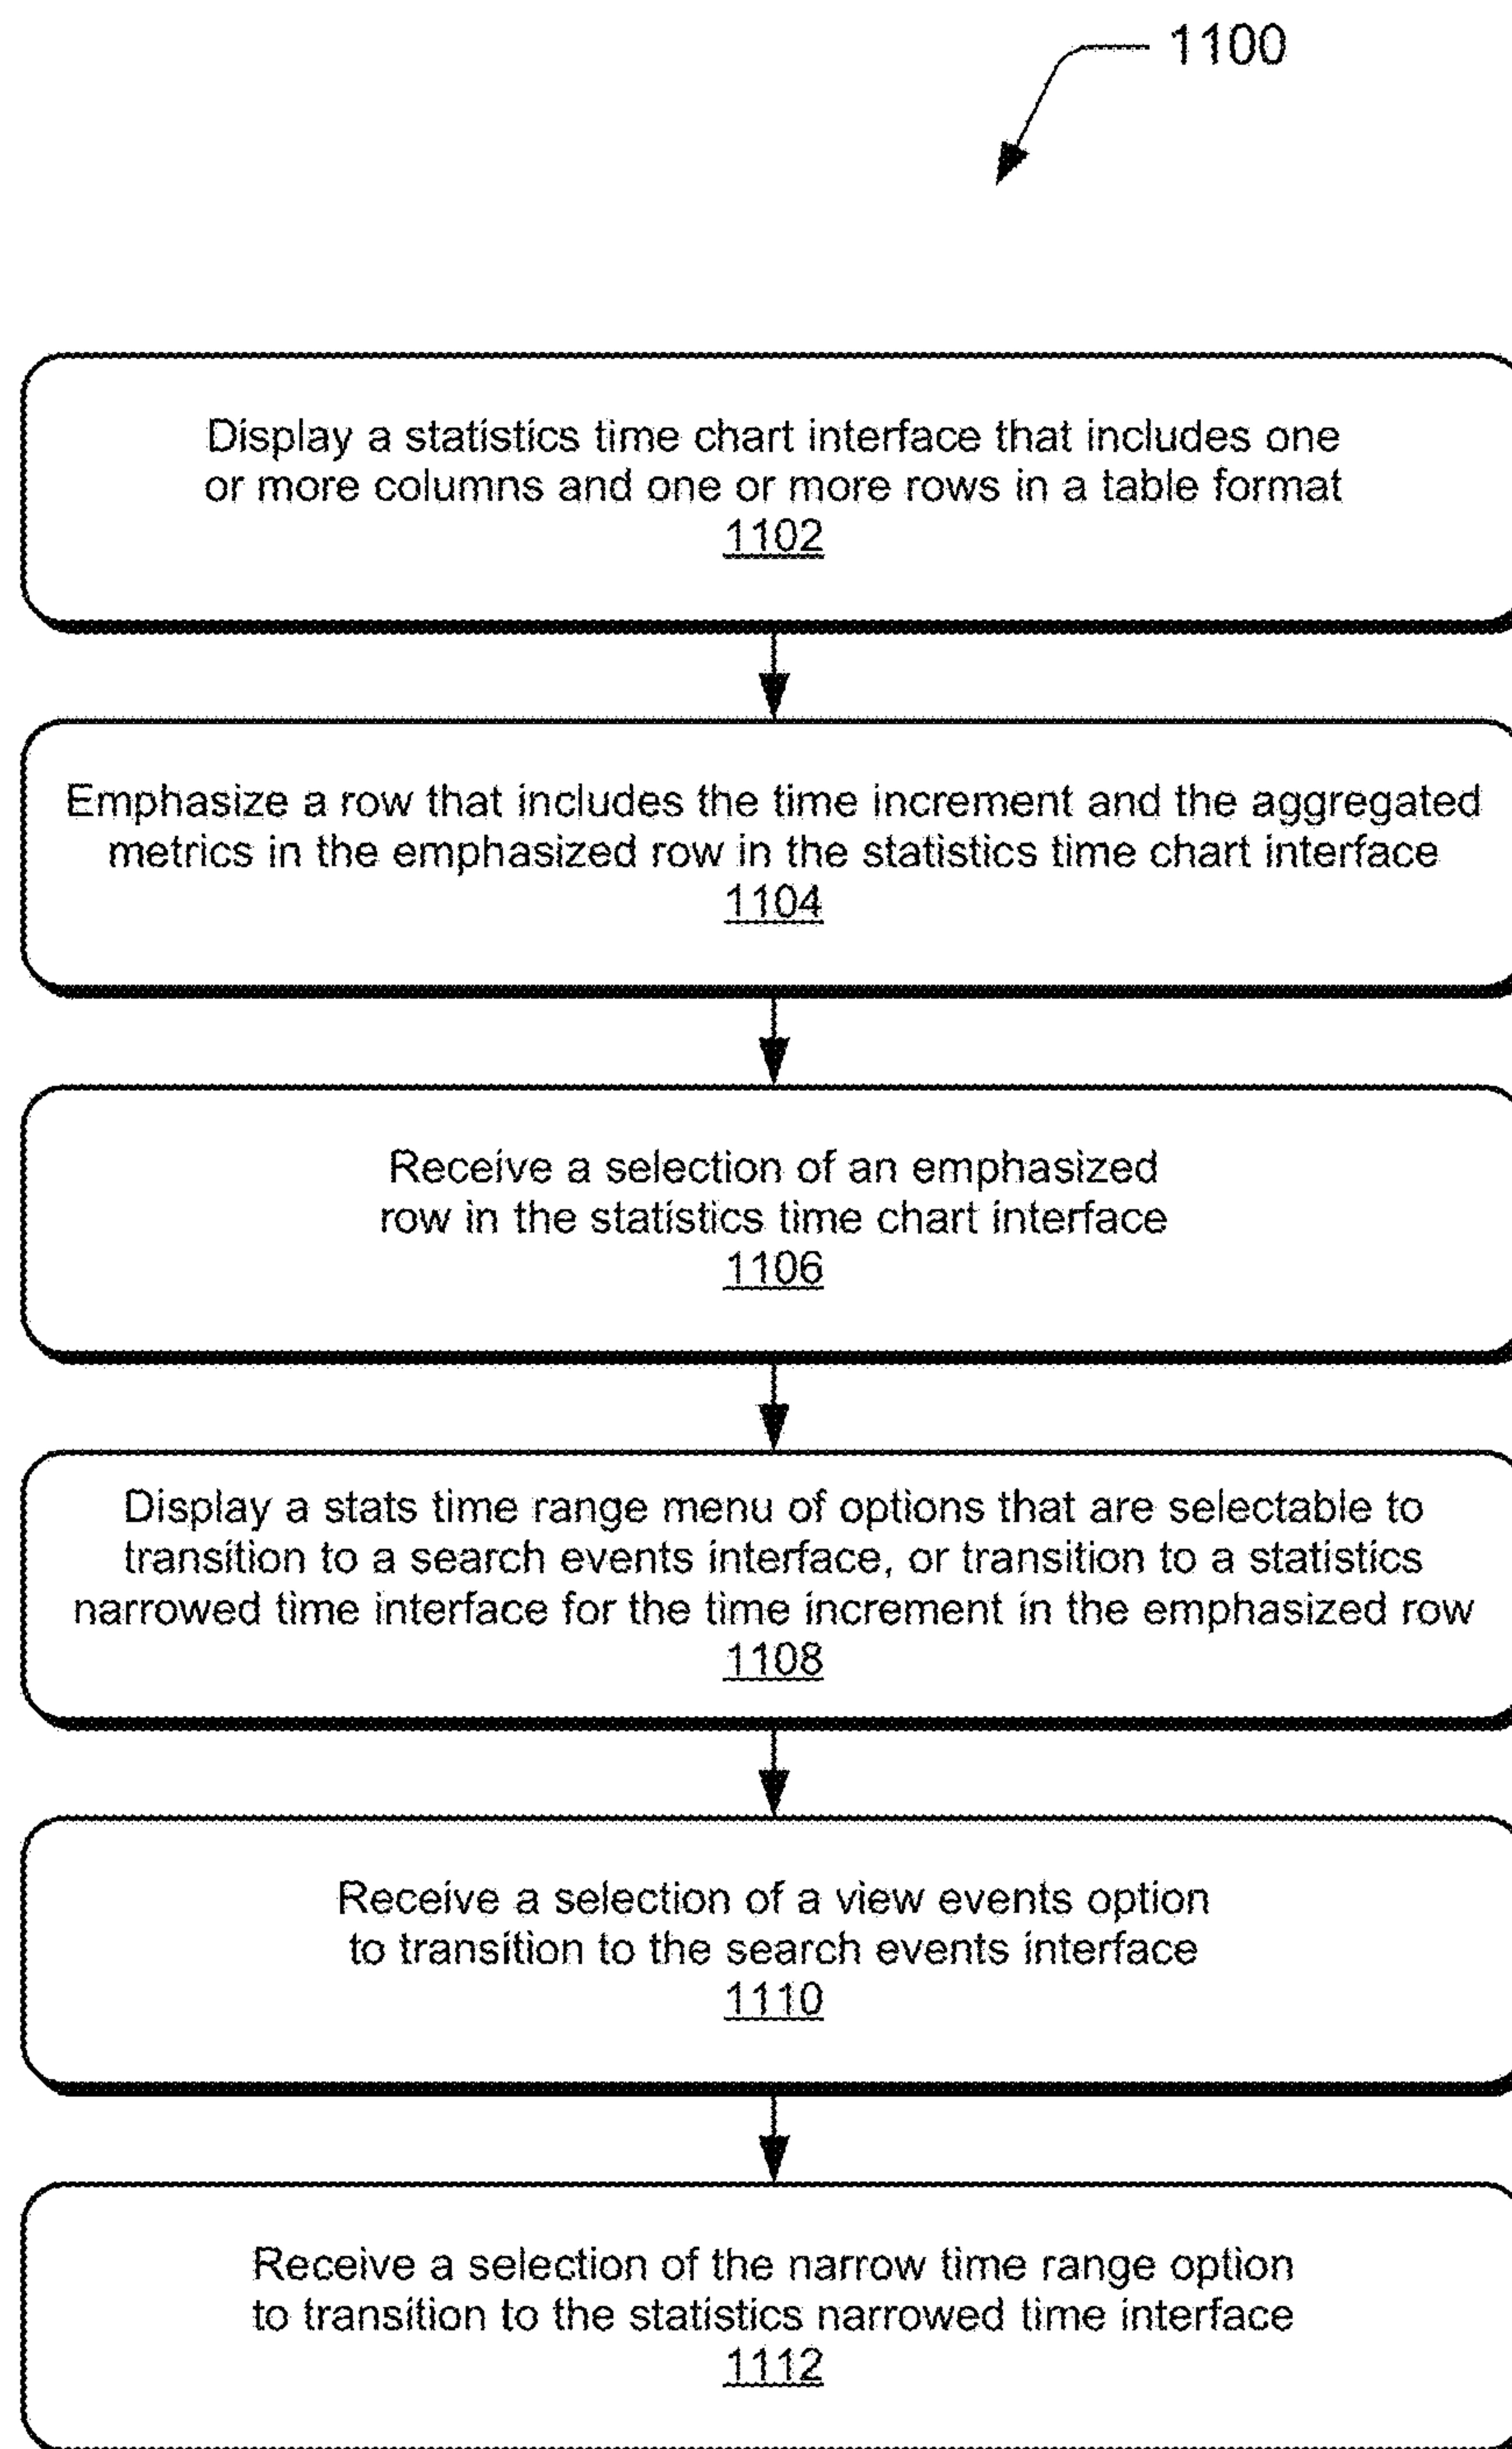 1100
Display a statistics time chart interface that includes one
or more columns and one or more rows in a table format
1102
Emphasize a row that includes the time increment and the aggregated
metrics in the emphasized row in the statistics time chart interface
1104
Receive a selection of an emphasized
row in the statistics time chart interface
1106
Display a stats time range menu of options that are selectable to
transition to a search events interface, or transition to a statistics
narrowed time interface for the time increment in the emphasized row
1108
Receive a selection of a view events option
to transition to the search events interface
1110
Receive a selection of the narrow time range option
to transition to the statistics narrowed time interface
1112